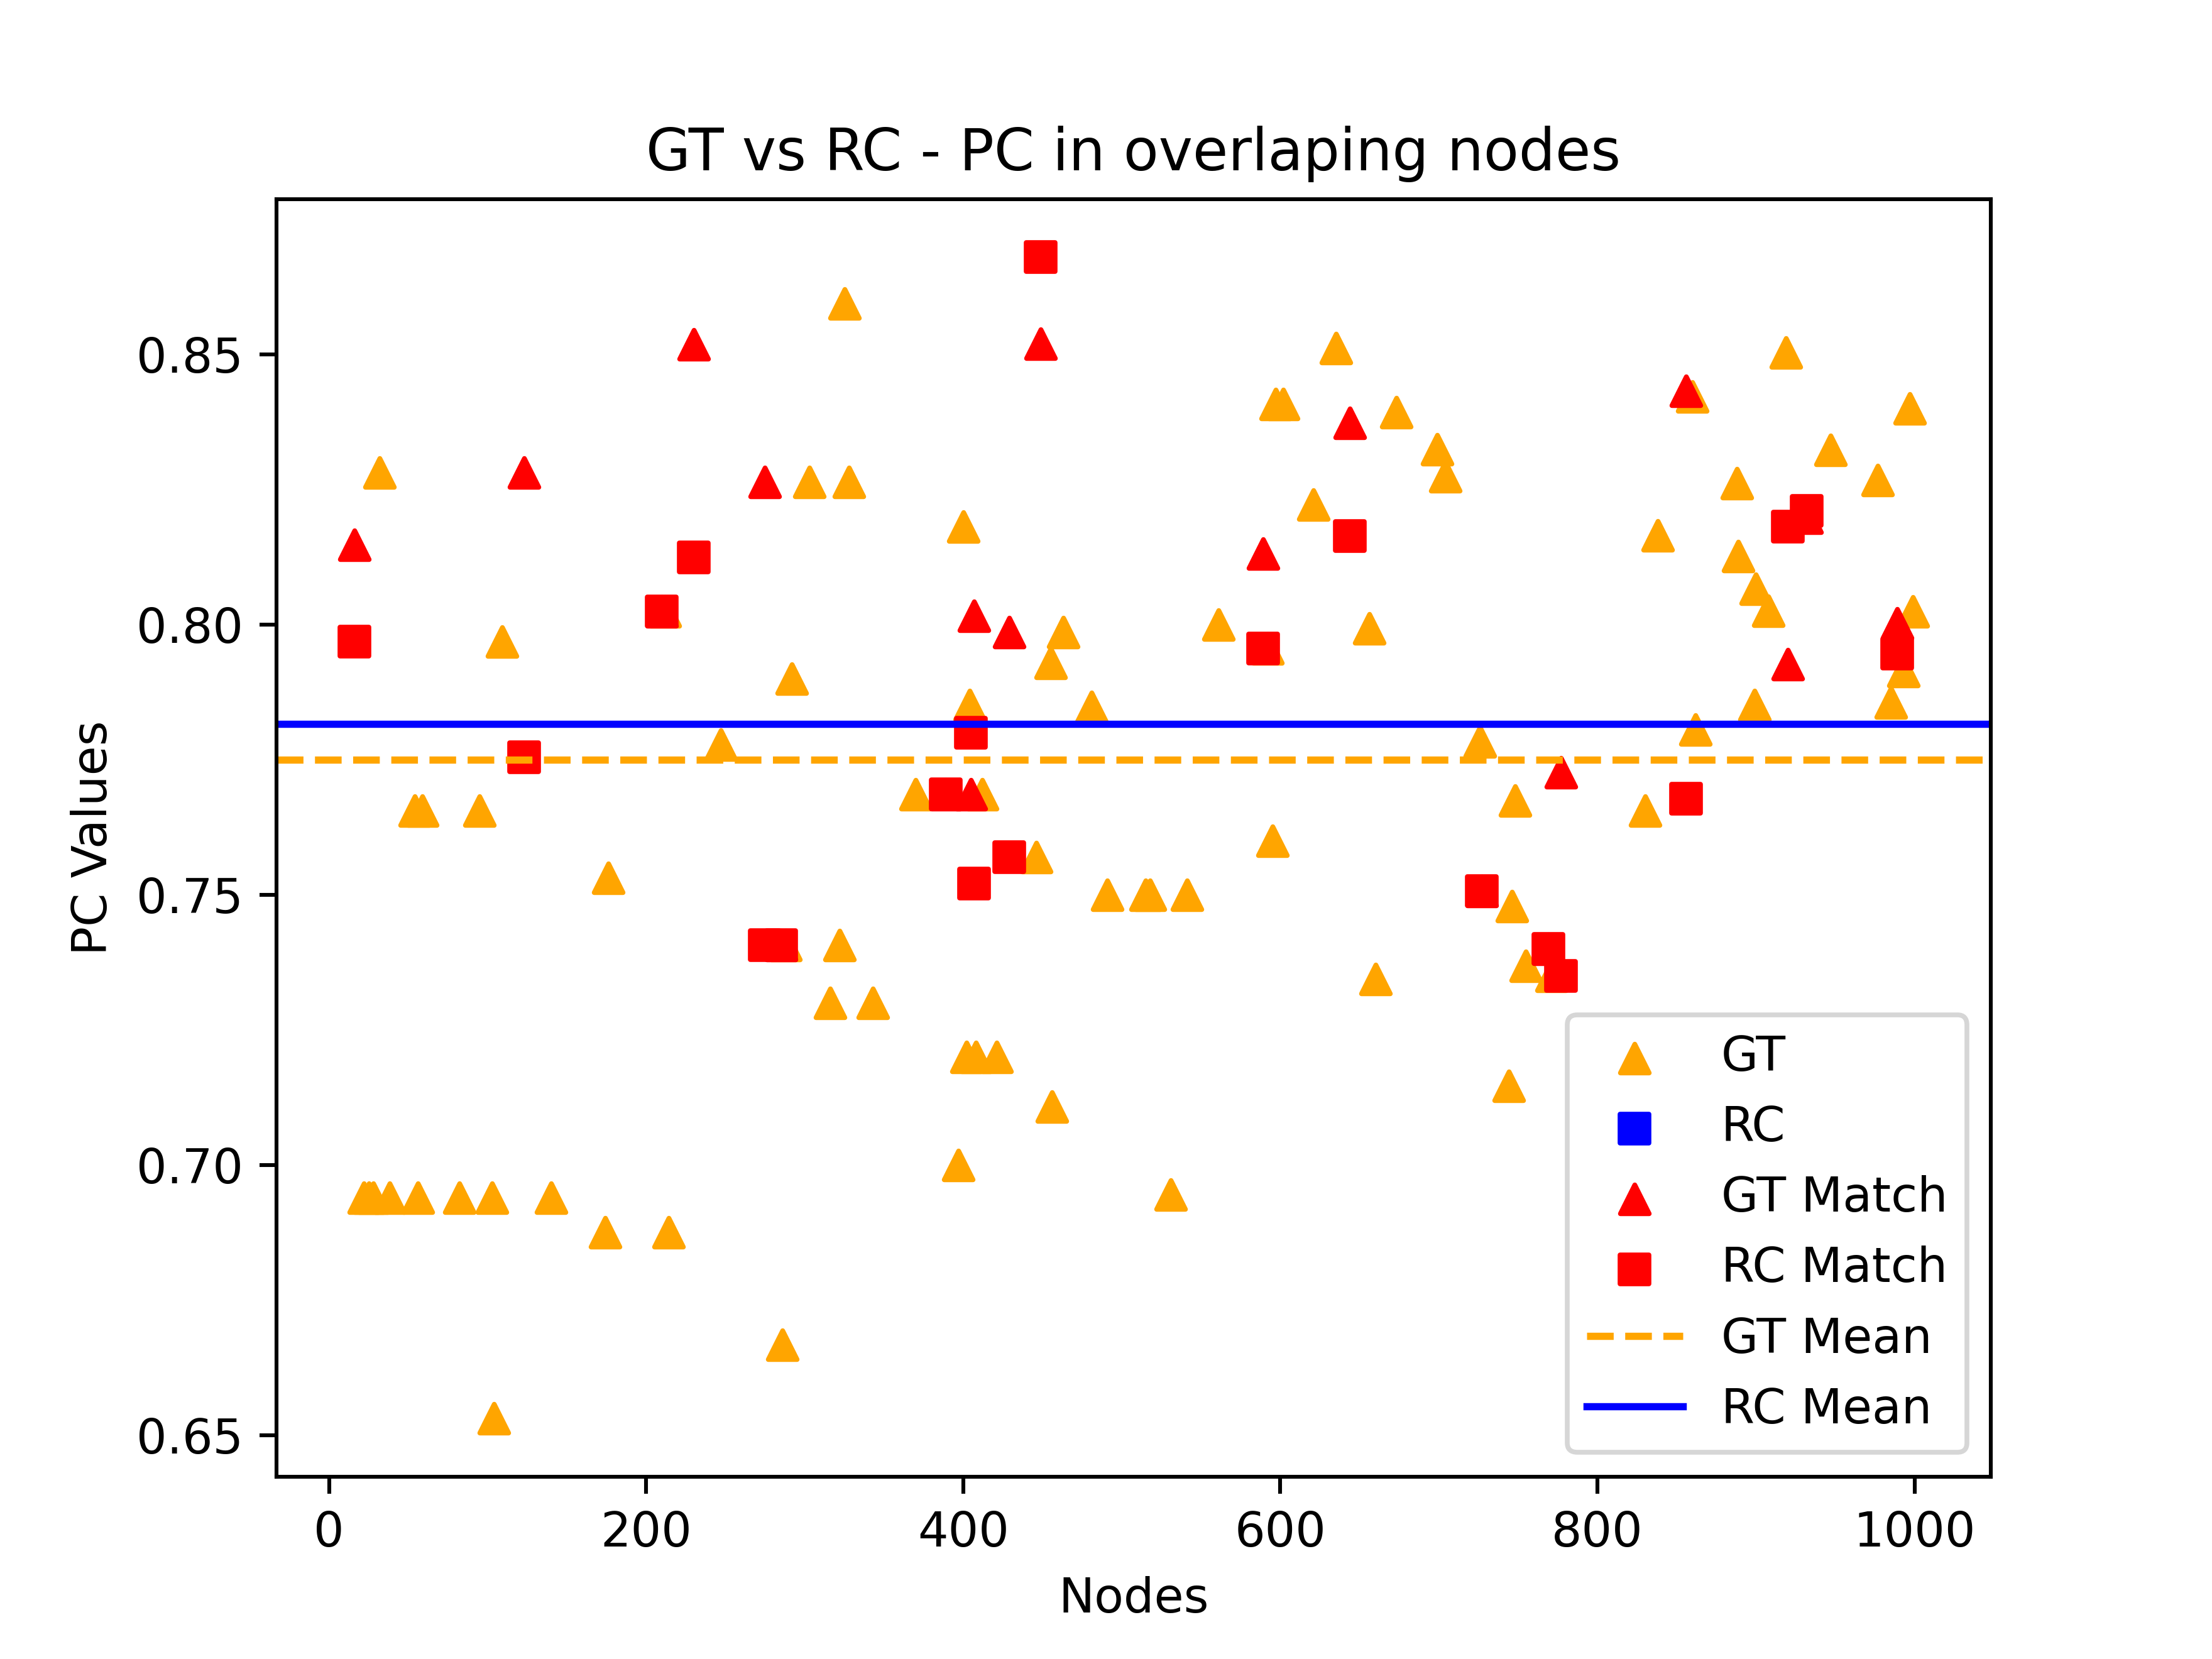 GT vs RC - PC in overlaping nodes
PC Values
0.85
0.80
0.75
0.70
0.65
0 200 400 600 800 1000
Nodes
GT
RC
GT Match
RC Match
GT Mean
RC Mean